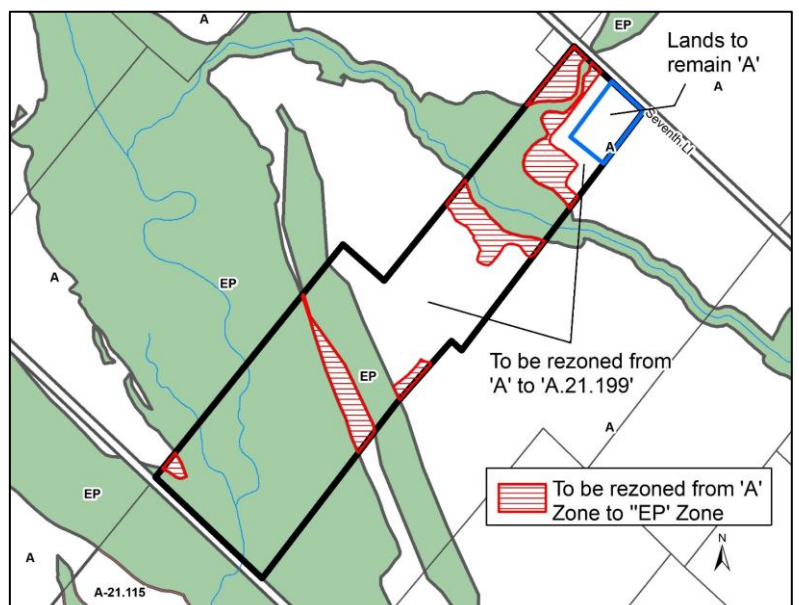 A
EP
Lands to
remain 'A'
A
Seventh LI
A
A
EP
EP
To be rezoned from
'A' to 'A.21.199'
A
EP
To be rezoned from 'A'
Zone to "EP' Zone
N
A
A-21.115